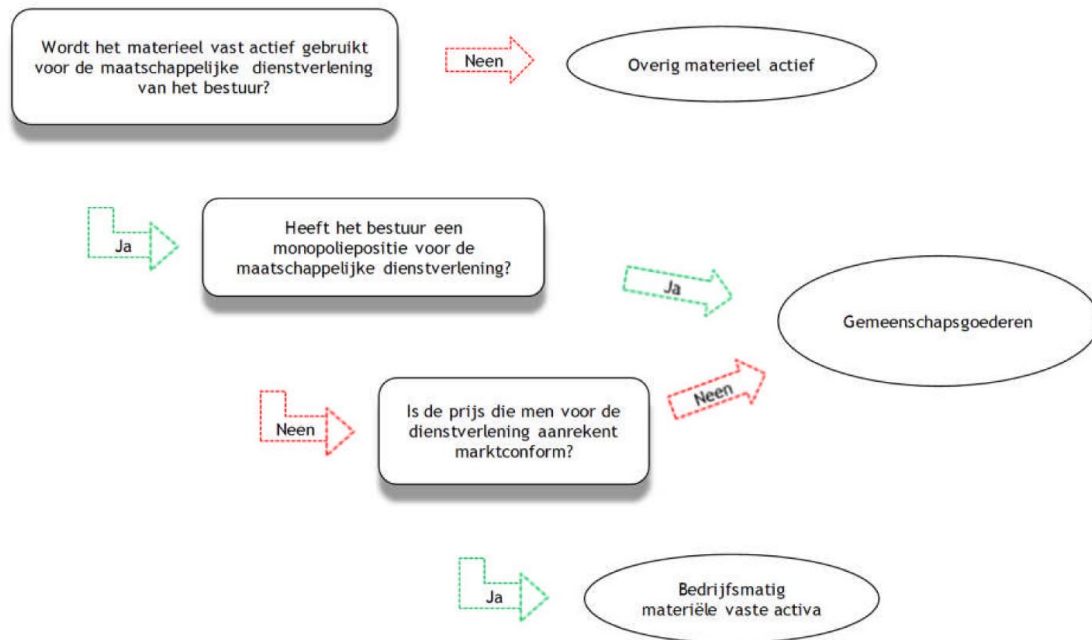 Wordt het materieel vast actief gebruikt
voor de maatschappelijke dienstverlening
van het bestuur?
Neen
Overig materieel actief
Ja
Heeft het bestuur een
monopoliepositie voor de
maatschappelijke dienstverlening?
Ja
Gemeenschapsgoederen
Neen
Is de prijs die men voor de
dienstverlening aanrekent
marktconform?
Neen
Ja
Bedrijfsmatig
materiële vaste activa